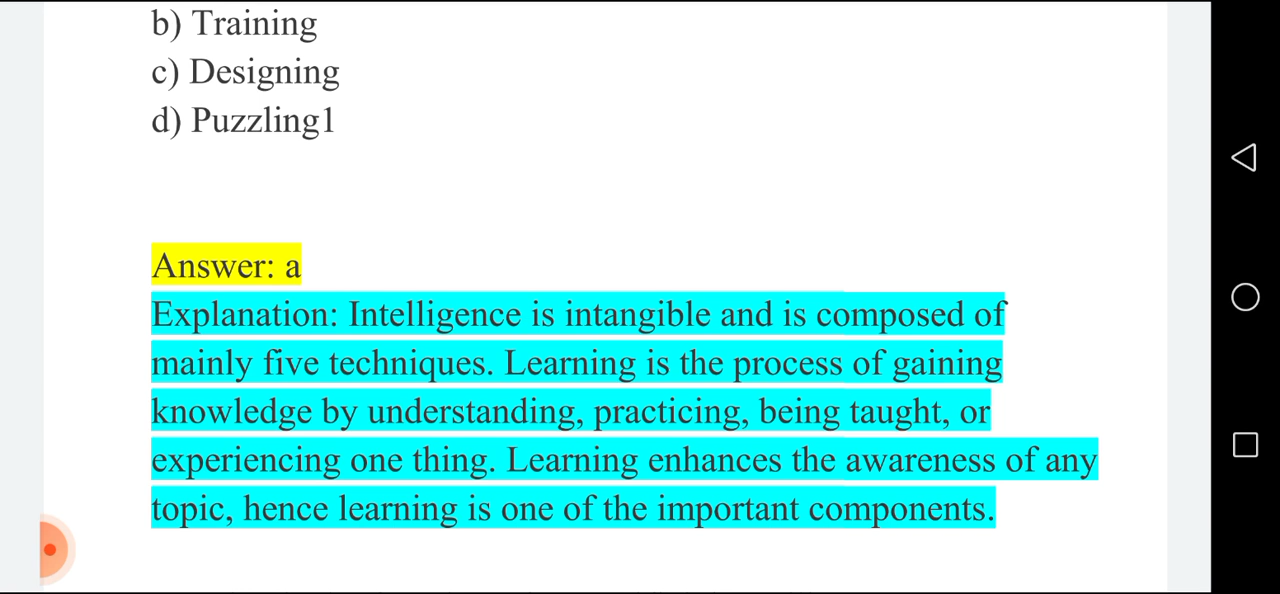 b) Training
c) Designing
d) Puzzling1
Answer: a
Explanation: Intelligence is intangible and is composed of
mainly five techniques. Learning is the process of gaining
knowledge by understanding, practicing, being taught, or
experiencing one thing. Learning enhances the awareness of any
topic, hence learning is one of the important components.